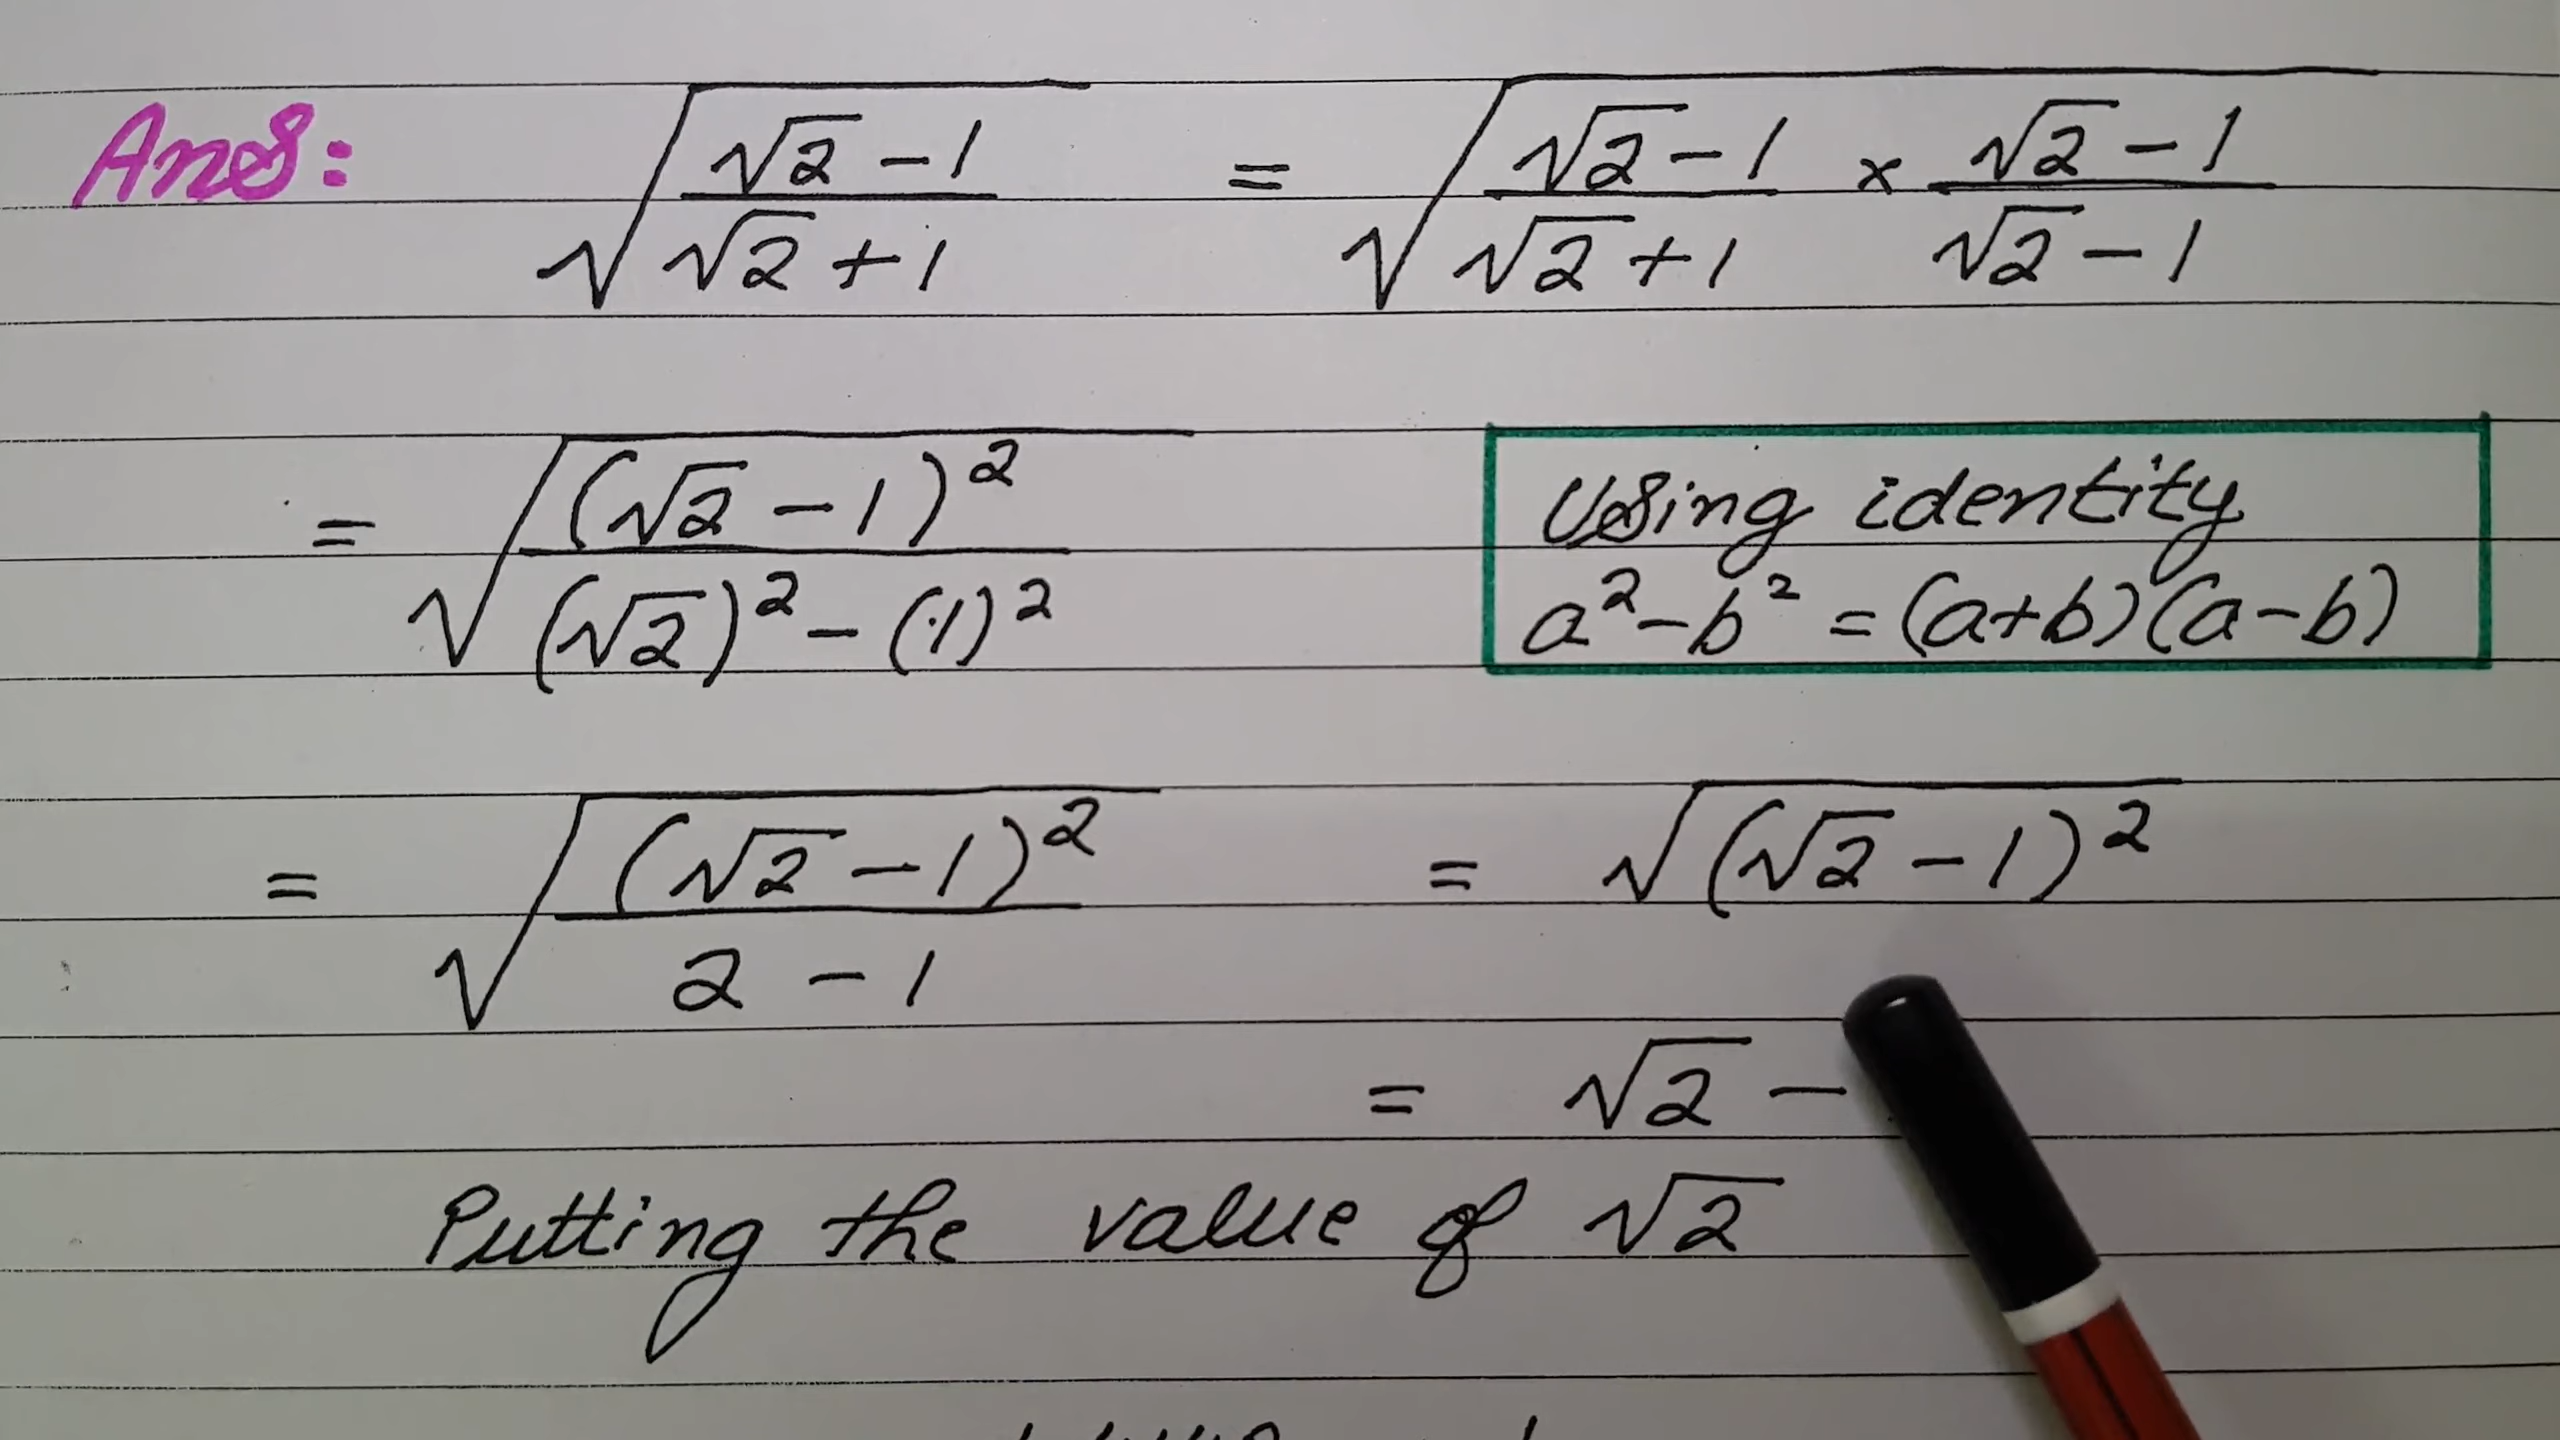 Ans: √((√2 - 1)/(√2 + 1)) = √((√2 - 1)/(√2 + 1) × (√2 - 1)/(√2 - 1))
= √((√2 - 1)²/((√2)² - (1)²))
Using identity
a² - b² = (a+b)(a-b)
= √((√2 - 1)²/(2 - 1)) = √((√2 - 1)²)
= √2 -
Putting the value of √2